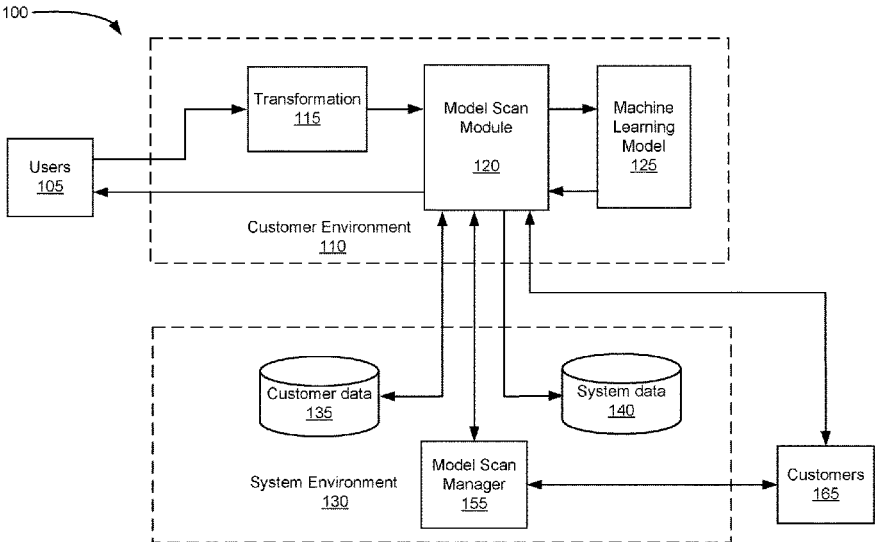 100
Transformation
115
Model Scan
Module
120
Machine
Learning
Model
125
Users
105
Customer Environment
110
Customer data
135
System data
140
System Environment
130
Model Scan
Manager
155
Customers
165